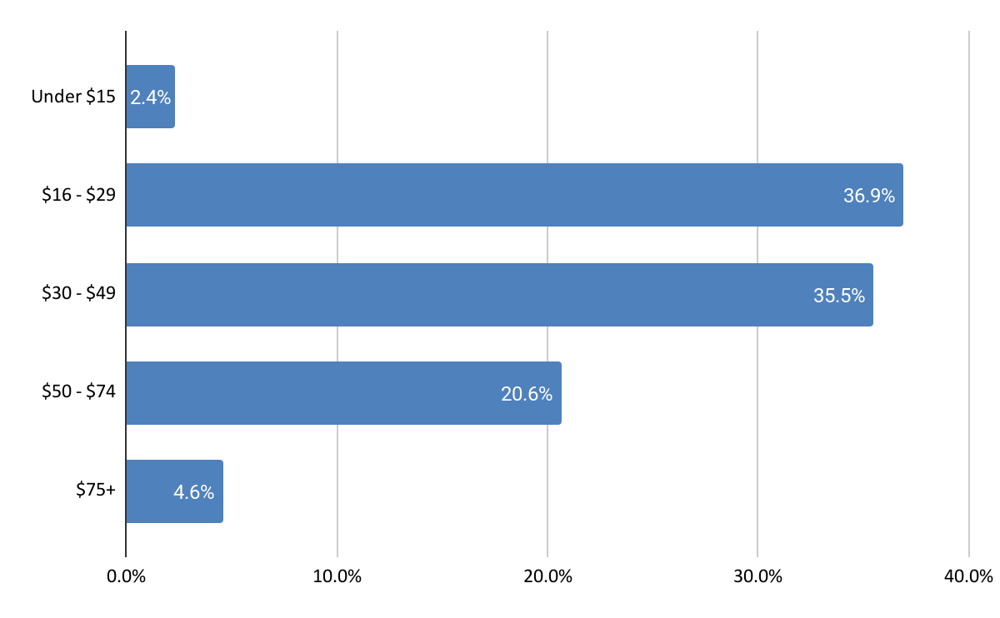 Under $15 2.4%
$16 - $29 36.9%
$30 - $49 35.5%
$50 - $74 20.6%
$75+ 4.6%
0.0% 10.0% 20.0% 30.0% 40.0%